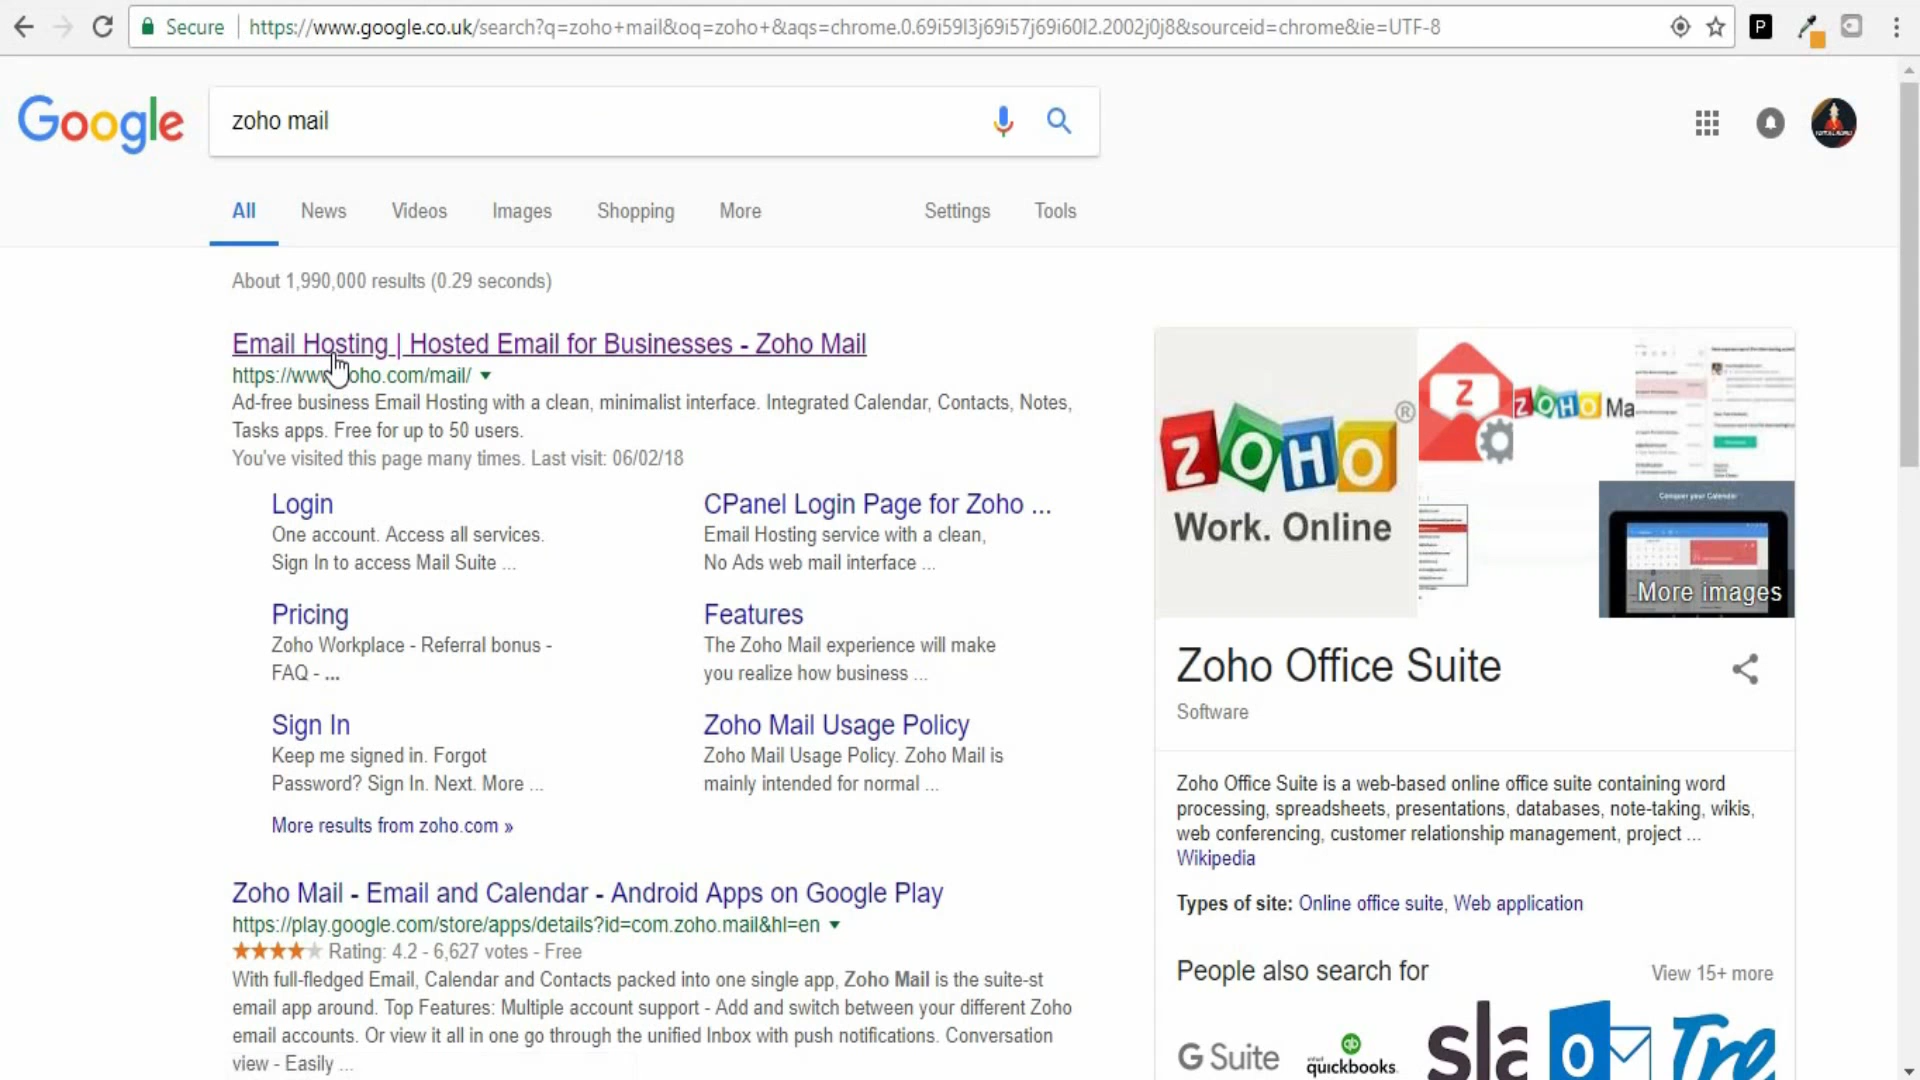 Secure https://www.google.co.uk/search?q=zoho+mail&oq=zoho+&aqs=chrome.0.69i59l3j69i57j69i60l2.2002j0j8&sourceid=chrome&ie=UTF-8
P
Google zoho mail
All News Videos Images Shopping More Settings Tools
About 1,990,000 results (0.29 seconds)
Email Hosting | Hosted Email for Businesses - Zoho Mail
https://www.zoho.com/mail/
Ad-free business Email Hosting with a clean, minimalist interface. Integrated Calendar, Contacts, Notes,
Tasks apps. Free for up to 50 users.
You've visited this page many times. Last visit: 06/02/18
Login
One account. Access all services.
Sign In to access Mail Suite ...
CPanel Login Page for Zoho ...
Email Hosting service with a clean,
No Ads web mail interface ...
Pricing
Zoho Workplace - Referral bonus -
FAQ - ...
Features
The Zoho Mail experience will make
you realize how business ...
Sign In
Keep me signed in. Forgot
Password? Sign In. Next. More ...
Zoho Mail Usage Policy
Zoho Mail Usage Policy. Zoho Mail is
mainly intended for normal ...
More results from zoho.com »
Zoho Mail - Email and Calendar - Android Apps on Google Play
https://play.google.com/store/apps/details?id=com.zoho.mail&hl=en
Rating: 4.2 - 6,627 votes - Free
With full-fledged Email, Calendar and Contacts packed into one single app, Zoho Mail is the suite-st
email app around. Top Features: Multiple account support - Add and switch between your different Zoho
email accounts. Or view it all in one go through the unified Inbox with push notifications. Conversation
view - Easily ...
ZOHO ®
Work. Online
Z
ZOHO Ma
Conquer your Calendar
More images
Zoho Office Suite
Software
Zoho Office Suite is a web-based online office suite containing word
processing, spreadsheets, presentations, databases, note-taking, wikis,
web conferencing, customer relationship management, project ...
Wikipedia
Types of site: Online office suite, Web application
People also search for View 15+ more
G Suite
qb
quickbooks.
sla
O
Tre